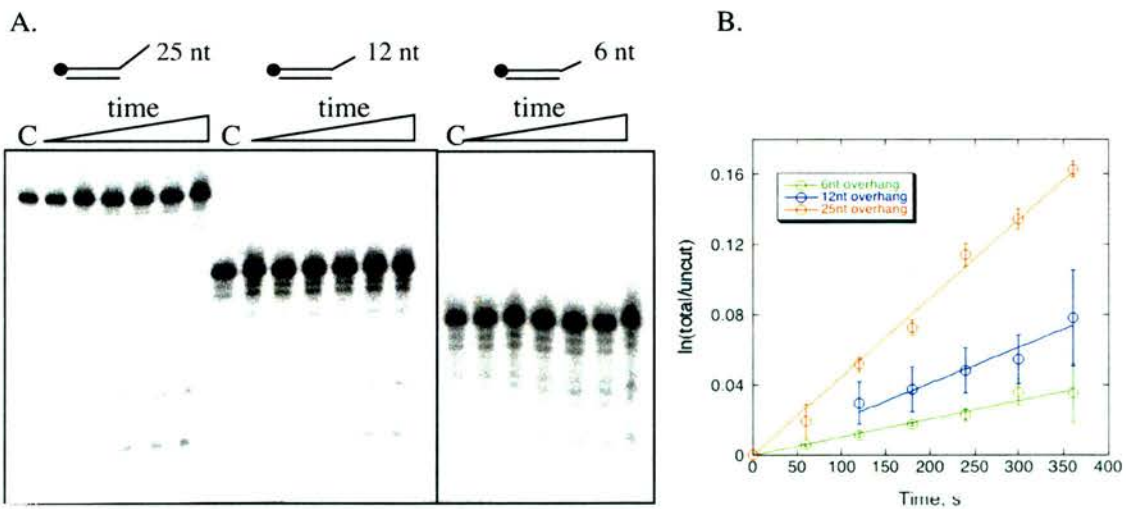 A.
25 nt
12 nt
6 nt
time
time
time
C
C
C
B.
0.16
0.12
0.08
0.04
0
ln(total/uncut)
6nt overhang
12nt overhang
25nt overhang
0 50 100 150 200 250 300 350 400
Time, s